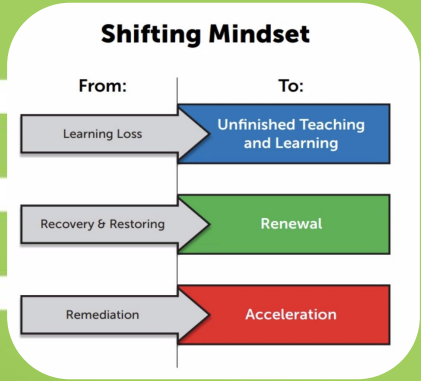 Shifting Mindset
From:
To:
Learning Loss
Unfinished Teaching
and Learning
Recovery & Restoring
Renewal
Remediation
Acceleration